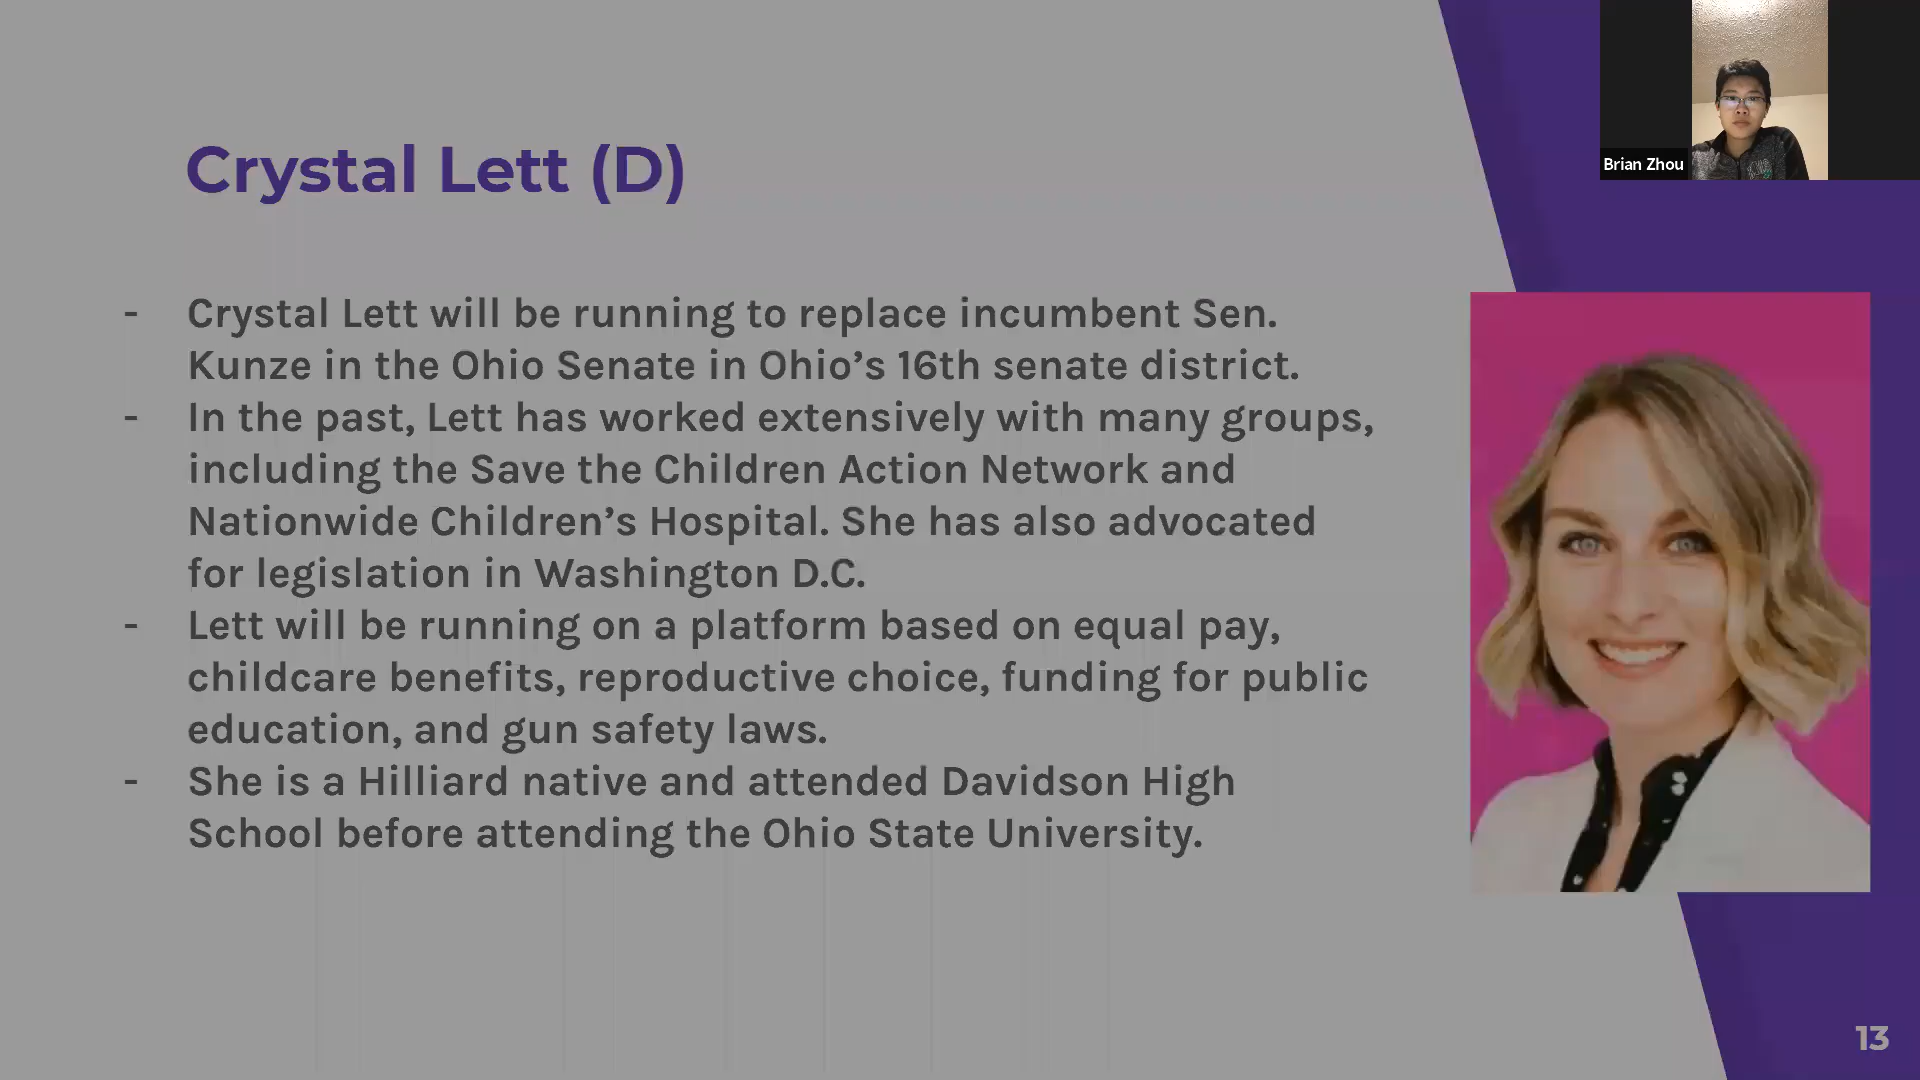 Brian Zhou
Crystal Lett (D)
- Crystal Lett will be running to replace incumbent Sen.
Kunze in the Ohio Senate in Ohio’s 16th senate district.
- In the past, Lett has worked extensively with many groups,
including the Save the Children Action Network and
Nationwide Children’s Hospital. She has also advocated
for legislation in Washington D.C.
- Lett will be running on a platform based on equal pay,
childcare benefits, reproductive choice, funding for public
education, and gun safety laws.
- She is a Hilliard native and attended Davidson High
School before attending the Ohio State University.
13